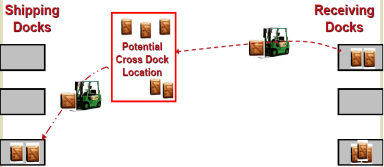 Shipping
Docks
Receiving
Docks
Potential
Cross Dock
Location